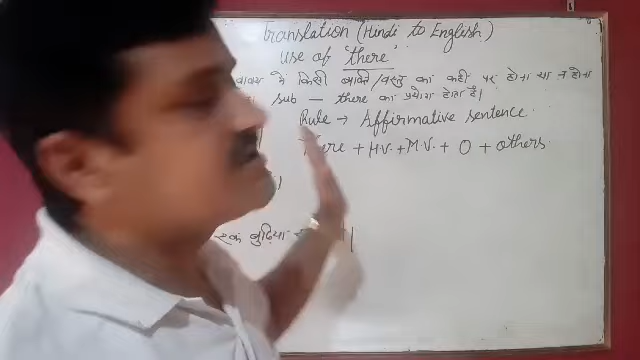 Translation (Hindi to English)
Use of "there"
वाक्य में किसी व्यक्ति/वस्तु का कहीं पर होना या न होना
Sub — there का प्रयोग होता है।
Rule → Affirmative sentence
There + H.V. + M.V. + O + others.
एक बुढ़िया